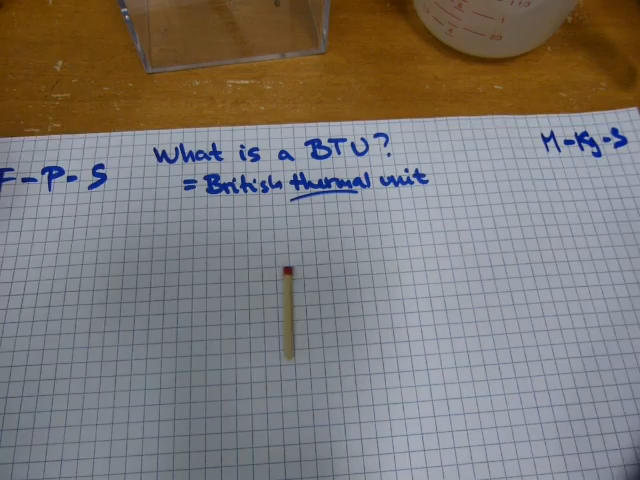 What is a BTU?
= British thermal unit
F-P-S
M-Kg-S